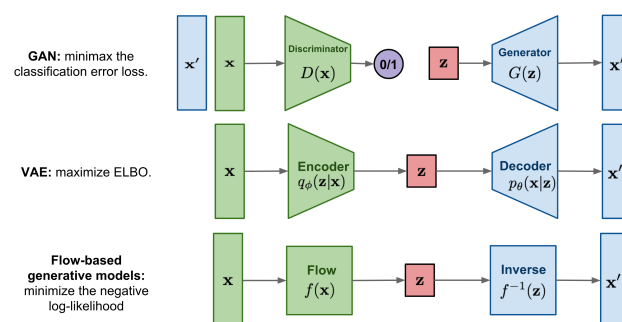 GAN: minimax the
classification error loss.
x′
x
Discriminator
D(x)
0/1
z
Generator
G(z)
x′
VAE: maximize ELBO.
x
Encoder
qϕ(z|x)
z
Decoder
pθ(x|z)
x′
Flow-based
generative models:
minimize the negative
log-likelihood
x
Flow
f(x)
z
Inverse
f⁻¹(z)
x′